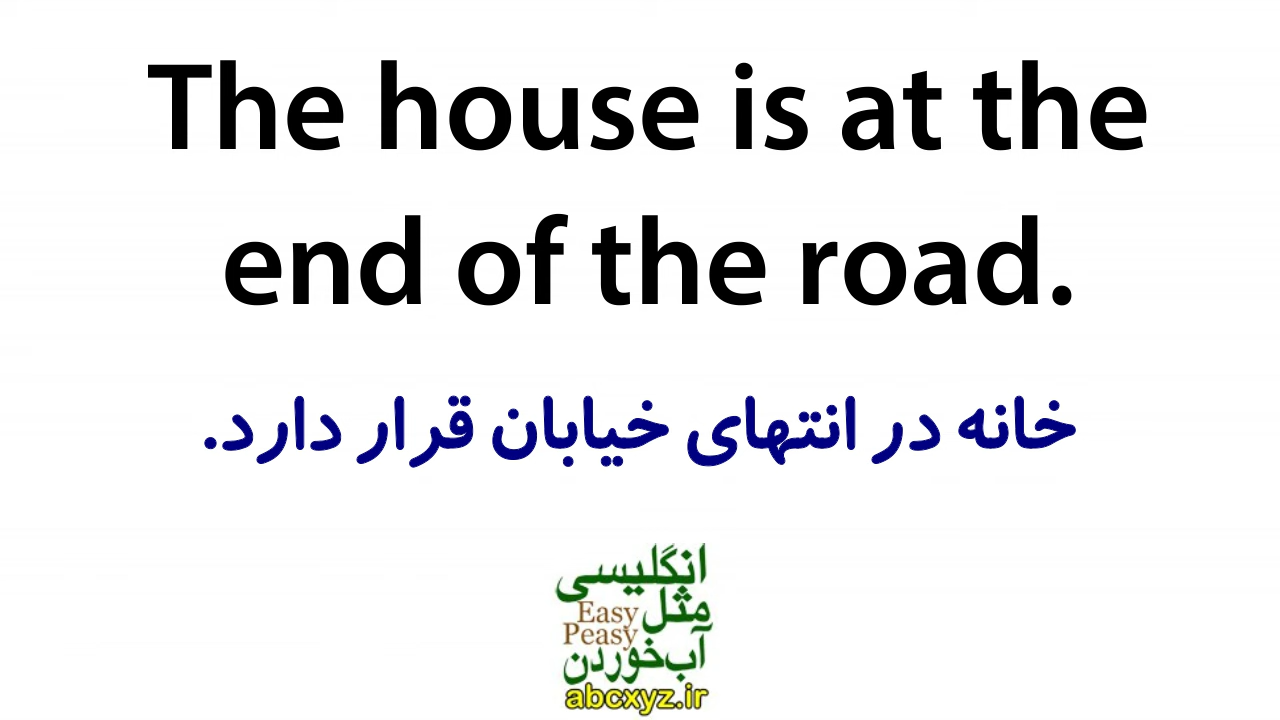 The house is at the
end of the road.
خانه در انتهای خیابان قرار دارد.
انگلیسی
مثل
Easy
Peasy
آب‌خوردن
abcxyz.ir